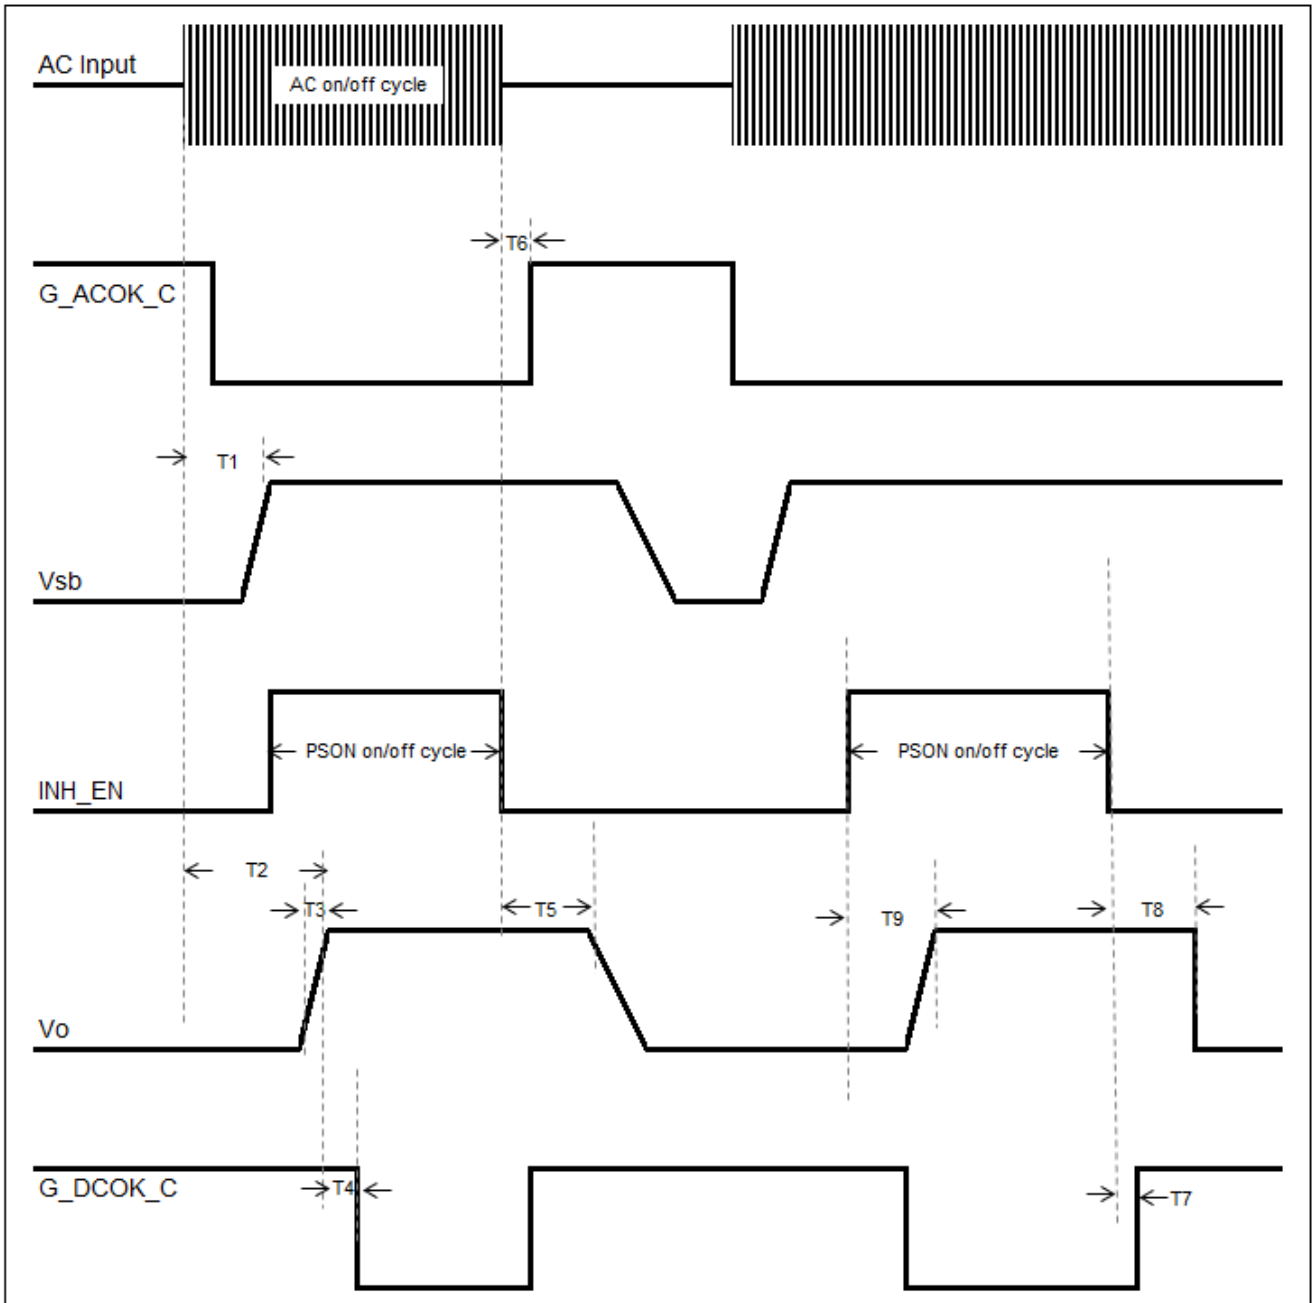 AC Input
AC on/off cycle
T6
G_ACOK_C
T1
Vsb
PSON on/off cycle
PSON on/off cycle
INH_EN
T2
T3
T5
T9
T8
Vo
G_DCOK_C
T4
T7